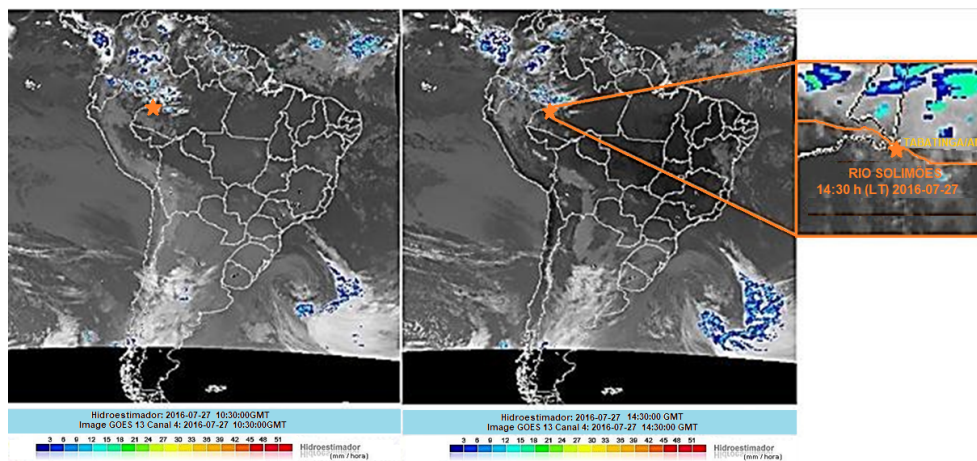 TABATINGA/A
RIO SOLIMÕES
14:30 h (LT) 2016-07-27
Hidroestimador: 2016-07-27 10:30:00GMT
Image GOES 13 Canal 4: 2016-07-27 10:30:00GMT
3 6 9 12 15 18 21 24 27 30 33 36 39 42 45 48 51
Hidroestimador
(mm / hora)
Hidroestimador: 2016-07-27 14:30:00 GMT
Image GOES 13 Canal 4: 2016-07-27 14:30:00GMT
3 6 9 12 15 18 21 24 27 30 33 36 39 42 45 48 51
Hidroestimador
(mm / hora)